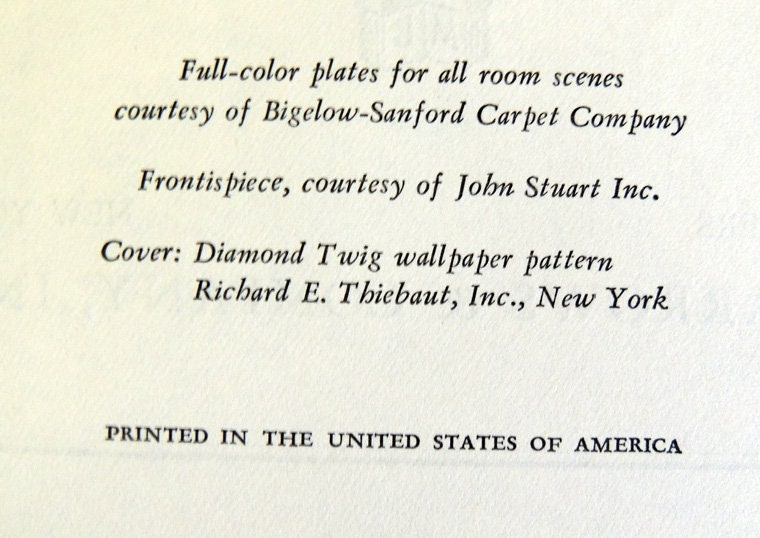 Full-color plates for all room scenes
courtesy of Bigelow-Sanford Carpet Company
Frontispiece, courtesy of John Stuart Inc.
Cover: Diamond Twig wallpaper pattern
Richard E. Thiebaut, Inc., New York
PRINTED IN THE UNITED STATES OF AMERICA